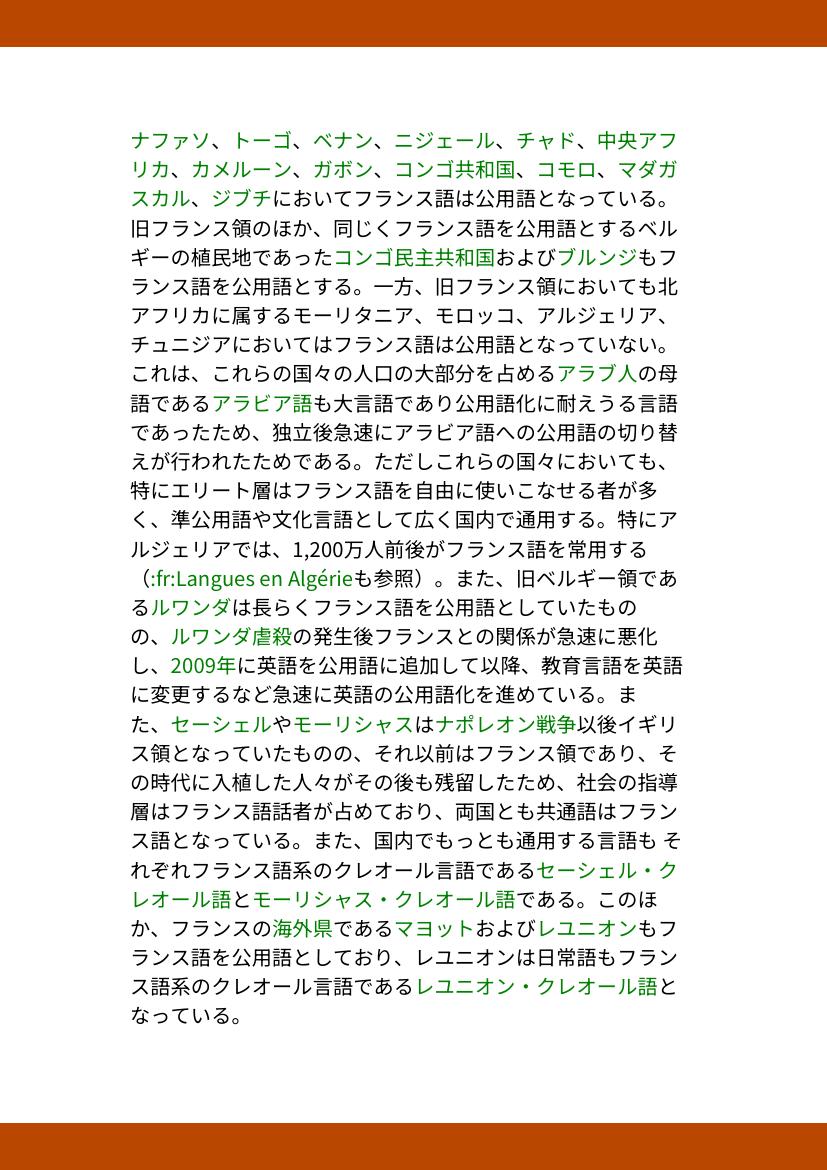 ナファソ、トーゴ、ベナン、ニジェール、チャド、中央アフ
リカ、カメルーン、ガボン、コンゴ共和国、コモロ、マダガ
スカル、ジブチにおいてフランス語は公用語となっている。
旧フランス領のほか、同じくフランス語を公用語とするベル
ギーの植民地であったコンゴ民主共和国およびブルンジもフ
ランス語を公用語とする。一方、旧フランス領においても北
アフリカに属するモーリタニア、モロッコ、アルジェリア、
チュニジアにおいてはフランス語は公用語となっていない。
これは、これらの国々の人口の大部分を占めるアラブ人の母
語であるアラビア語も大言語であり公用語化に耐えうる言語
であったため、独立後急速にアラビア語への公用語の切り替
えが行われたためである。ただしこれらの国々においても、
特にエリート層はフランス語を自由に使いこなせる者が多
く、準公用語や文化言語として広く国内で通用する。特にア
ルジェリアでは、1,200万人前後がフランス語を常用する
（:fr:Langues en Algérieも参照）。また、旧ベルギー領であ
るルワンダは長らくフランス語を公用語としていたもの
の、ルワンダ虐殺の発生後フランスとの関係が急速に悪化
し、2009年に英語を公用語に追加して以降、教育言語を英語
に変更するなど急速に英語の公用語化を進めている。ま
た、セーシェルやモーリシャスはナポレオン戦争以後イギリ
ス領となっていたものの、それ以前はフランス領であり、そ
の時代に入植した人々がその後も残留したため、社会の指導
層はフランス語話者が占めており、両国とも共通語はフラン
ス語となっている。また、国内でもっとも通用する言語も そ
れぞれフランス語系のクレオール言語であるセーシェル・ク
レオール語とモーリシャス・クレオール語である。このほ
か、フランスの海外県であるマヨットおよびレユニオンもフ
ランス語を公用語としており、レユニオンは日常語もフラン
ス語系のクレオール言語であるレユニオン・クレオール語と
なっている。